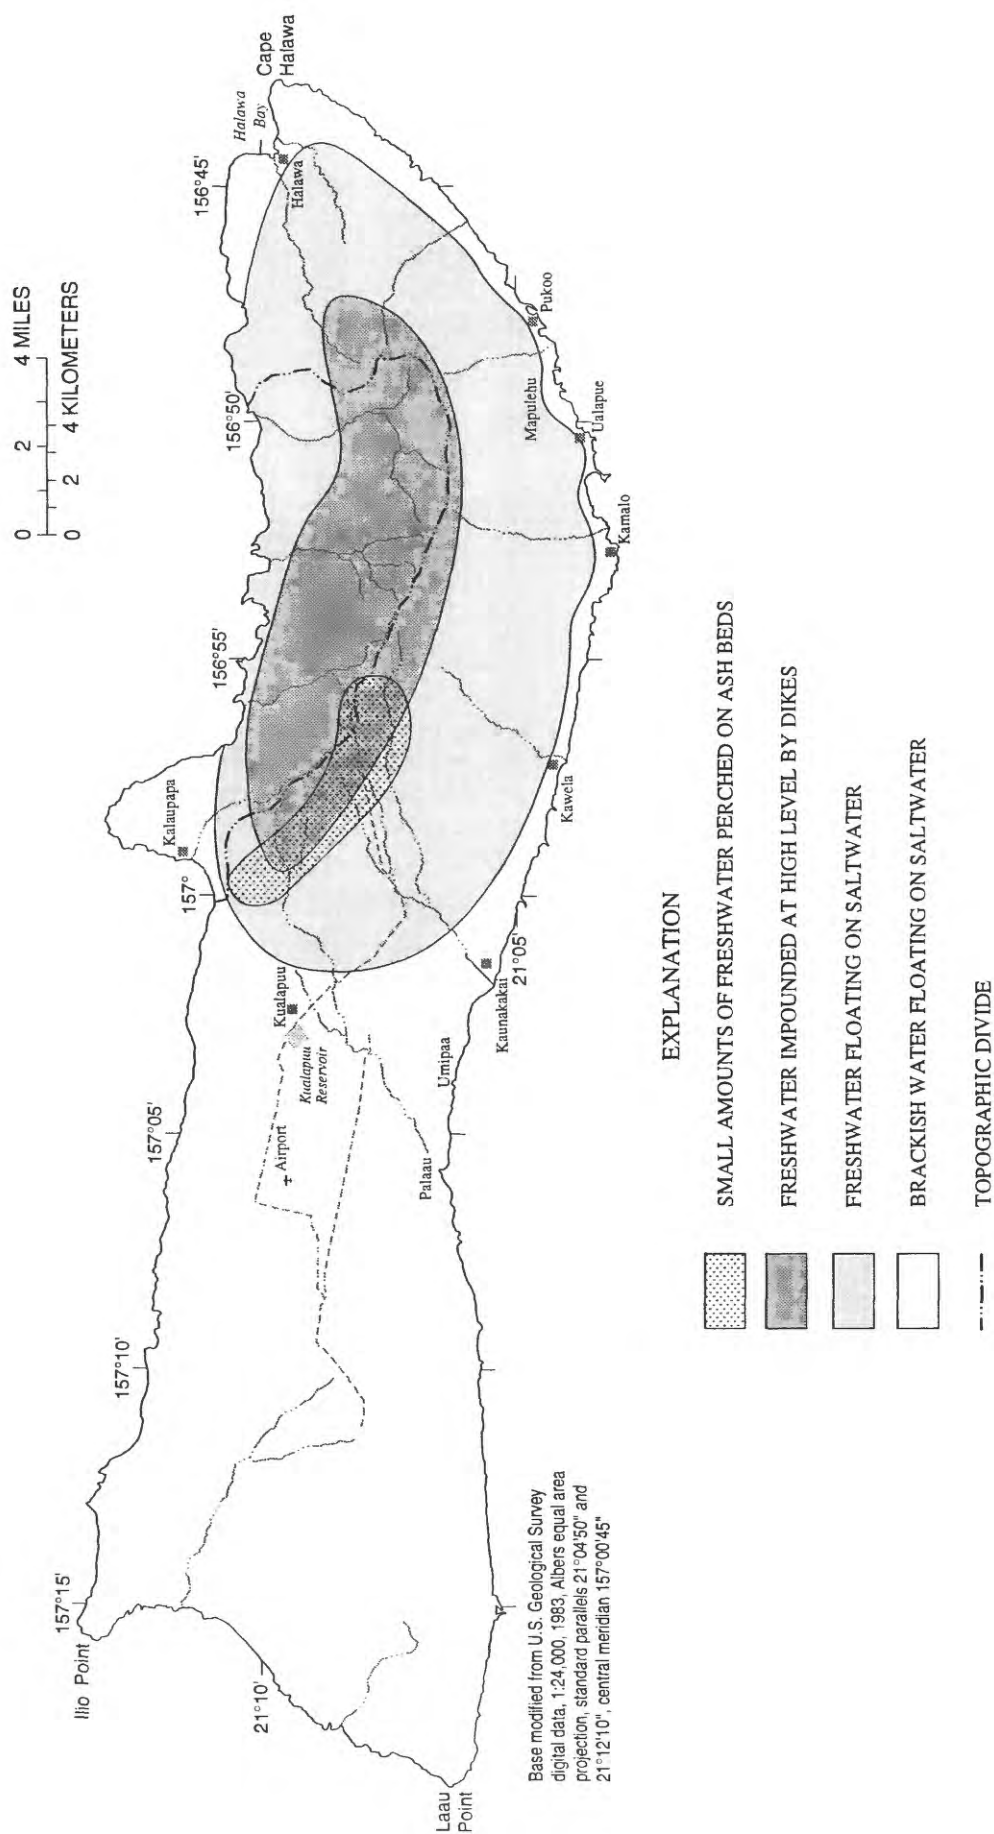 0 2 4 MILES
0 2 4 KILOMETERS
Ilio Point
157°15'
157°10'
157°05'
157°
Kalaupapa
156°55'
156°50'
156°45'
Halawa
Bay
Cape
Halawa
Halawa
21°10'
Airport
Kualapuu
Reservoir
Kualapuu
Laau
Point
Palaau
Umipaa
Kaunakakai
21°05'
Kawela
Kamalo
Ualapue
Mapulehu
Pukoo
Base modified from U.S. Geological Survey
digital data, 1:24,000, 1983, Albers equal area
projection, standard parallels 21°04'50" and
21°12'10", central meridian 157°00'45"
EXPLANATION
SMALL AMOUNTS OF FRESHWATER PERCHED ON ASH BEDS
FRESHWATER IMPOUNDED AT HIGH LEVEL BY DIKES
FRESHWATER FLOATING ON SALTWATER
BRACKISH WATER FLOATING ON SALTWATER
TOPOGRAPHIC DIVIDE